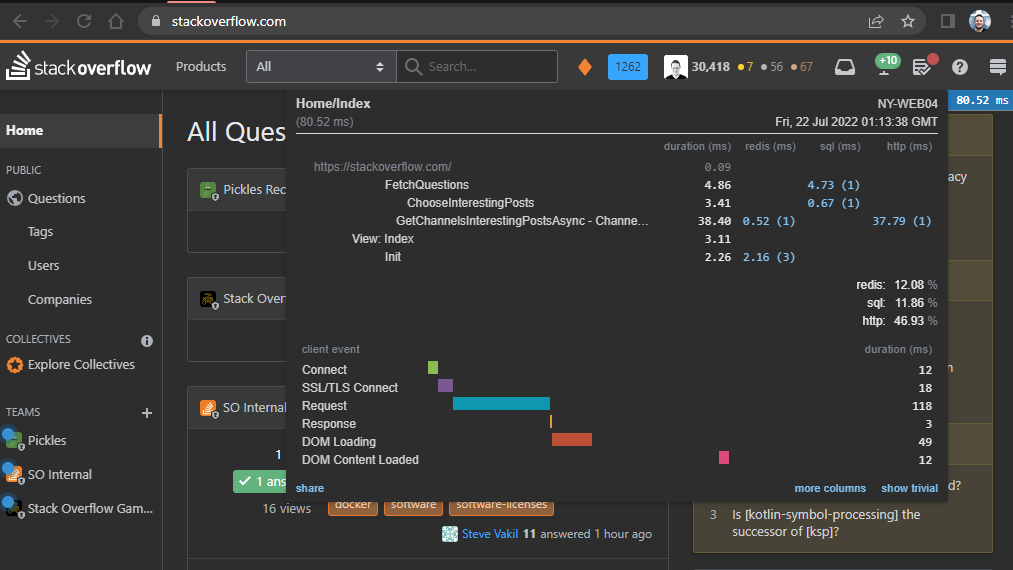 stackoverflow.com
stackoverflow Products All Search... 1262 30,418 7 56 67 +10
80.52 ms
Home/Index NY-WEB04
(80.52 ms) Fri, 22 Jul 2022 01:13:38 GMT
duration (ms) redis (ms) sql (ms) http (ms)
https://stackoverflow.com/ 0.09
FetchQuestions 4.86 4.73 (1)
ChooseInterestingPosts 3.41 0.67 (1)
GetChannelsInterestingPostsAsync - Channe... 38.40 0.52 (1) 37.79 (1)
View: Index 3.11
Init 2.26 2.16 (3)
redis: 12.08 %
sql: 11.86 %
http: 46.93 %
client event duration (ms)
Connect 12
SSL/TLS Connect 18
Request 118
Response 3
DOM Loading 49
DOM Content Loaded 12
share more columns show trivial
Home
PUBLIC
Questions
Tags
Users
Companies
COLLECTIVES
Explore Collectives
TEAMS
Pickles
SO Internal
Stack Overflow Gam...
All Ques
Pickles Rec
Stack Over
SO Internal
1
1 ans
16 views
docker software software-licenses
Steve Vakil 11 answered 1 hour ago
acy
d?
3 Is [kotlin-symbol-processing] the
successor of [ksp]?